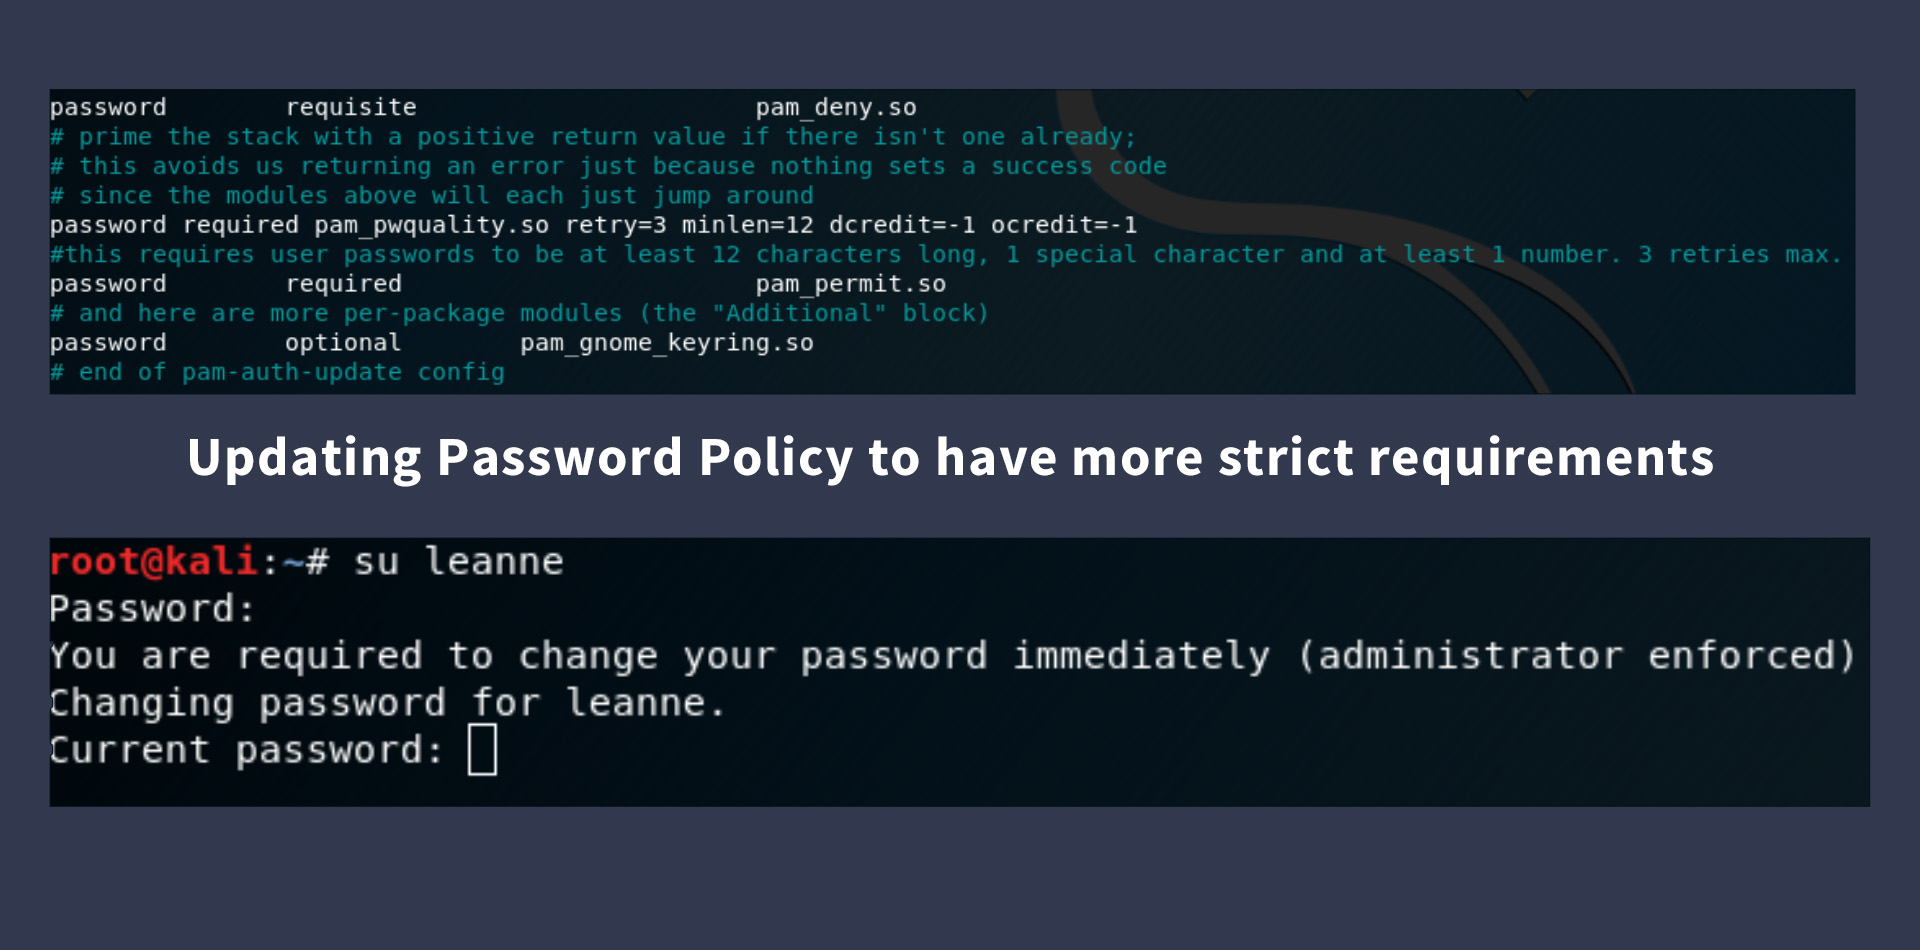 password        requisite                       pam_deny.so
# prime the stack with a positive return value if there isn't one already;
# this avoids us returning an error just because nothing sets a success code
# since the modules above will each just jump around
password required pam_pwquality.so retry=3 minlen=12 dcredit=-1 ocredit=-1
#this requires user passwords to be at least 12 characters long, 1 special character and at least 1 number. 3 retries max.
password        required                        pam_permit.so
# and here are more per-package modules (the "Additional" block)
password        optional        pam_gnome_keyring.so
# end of pam-auth-update config
Updating Password Policy to have more strict requirements
root@kali:~# su leanne
Password:
You are required to change your password immediately (administrator enforced)
Changing password for leanne.
Current password: